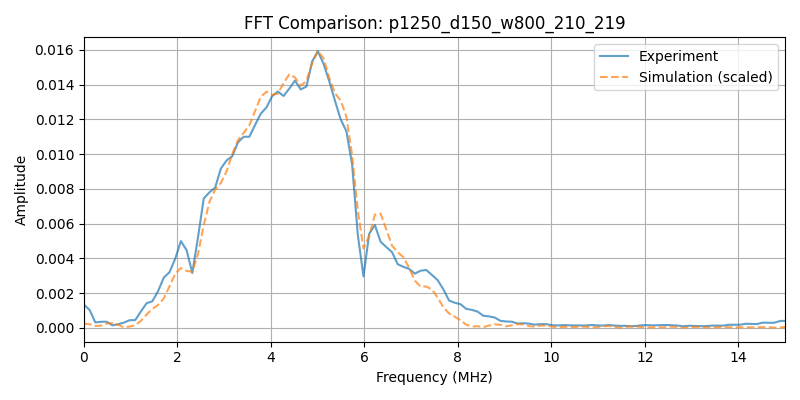 FFT Comparison: p1250_d150_w800_210_219
Experiment
Simulation (scaled)
Amplitude
0.016
0.014
0.012
0.010
0.008
0.006
0.004
0.002
0.000
0 2 4 6 8 10 12 14
Frequency (MHz)